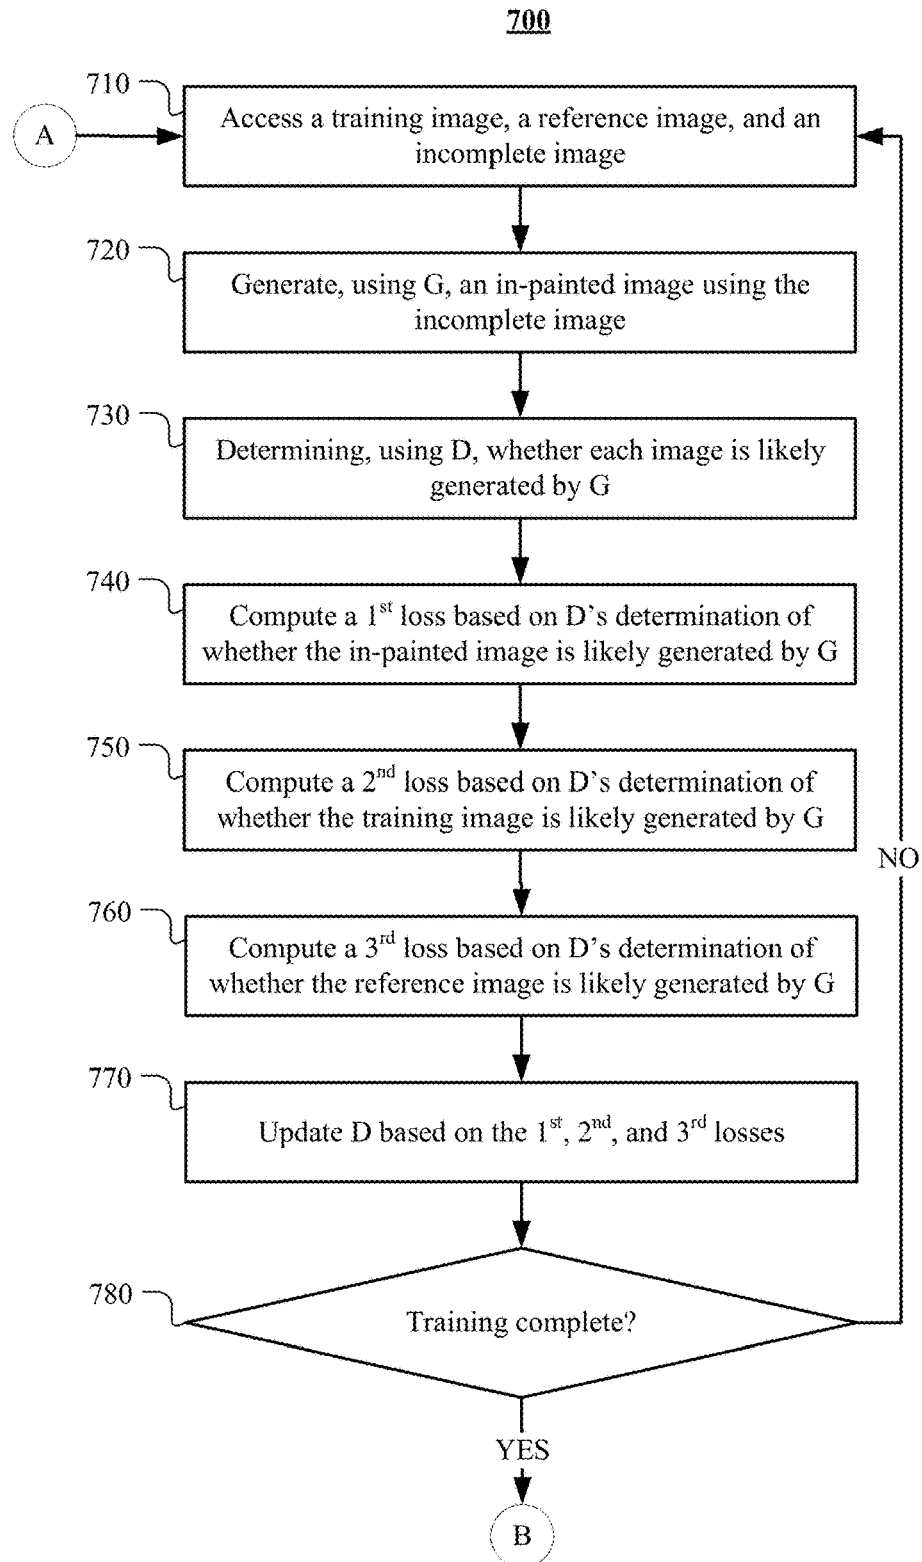 700
710
A
Access a training image, a reference image, and an
incomplete image
720
Generate, using G, an in-painted image using the
incomplete image
730
Determining, using D, whether each image is likely
generated by G
740
Compute a 1st loss based on D's determination of
whether the in-painted image is likely generated by G
750
Compute a 2nd loss based on D's determination of
whether the training image is likely generated by G
NO
760
Compute a 3rd loss based on D's determination of
whether the reference image is likely generated by G
770
Update D based on the 1st, 2nd, and 3rd losses
780
Training complete?
YES
B